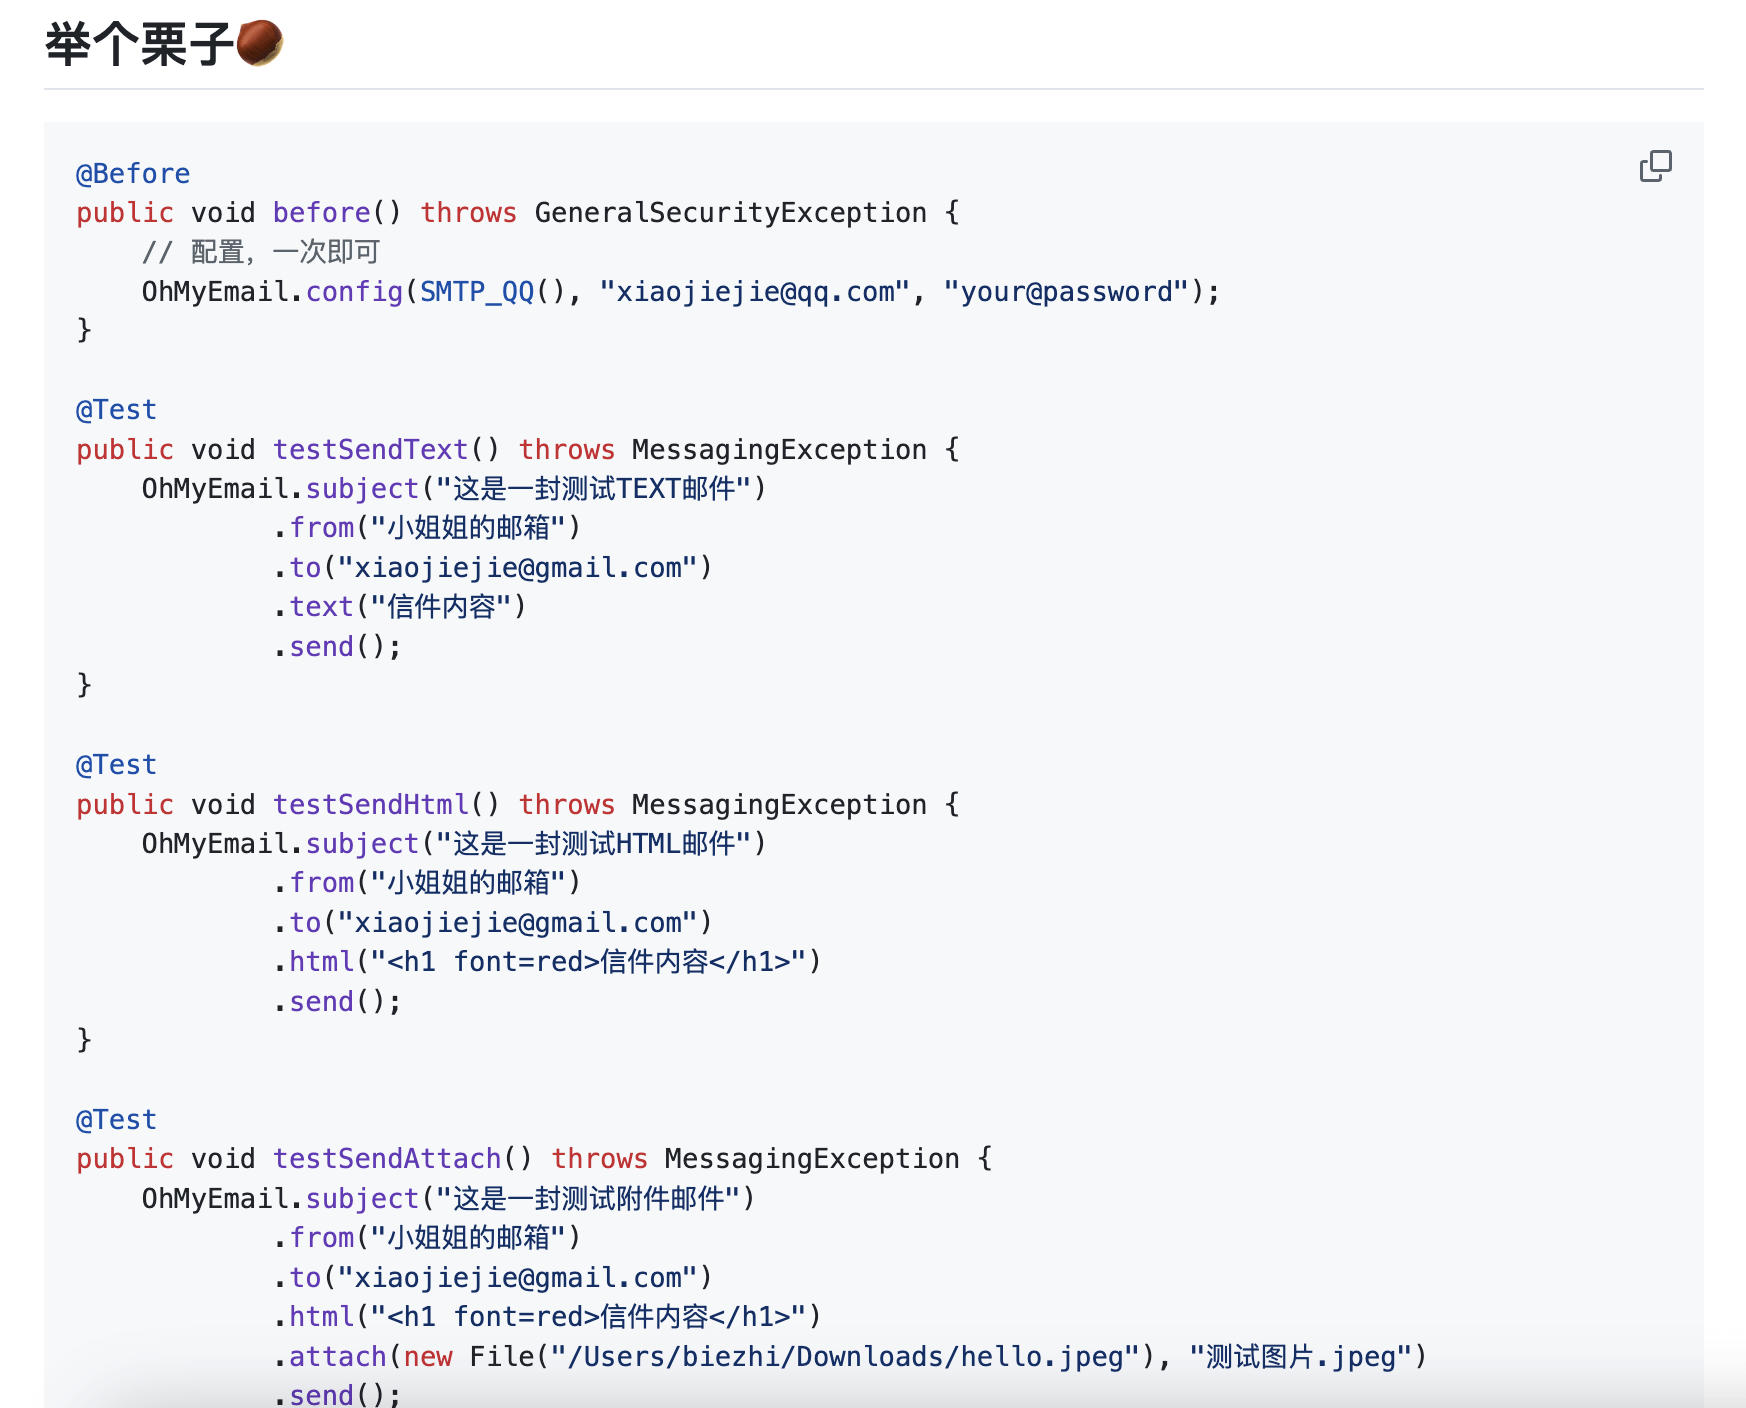 举个栗子🌰
@Before
public void before() throws GeneralSecurityException {
    // 配置，一次即可
    OhMyEmail.config(SMTP_QQ(), "xiaojiejie@qq.com", "your@password");
}

@Test
public void testSendText() throws MessagingException {
    OhMyEmail.subject("这是一封测试TEXT邮件")
            .from("小姐姐的邮箱")
            .to("xiaojiejie@gmail.com")
            .text("信件内容")
            .send();
}

@Test
public void testSendHtml() throws MessagingException {
    OhMyEmail.subject("这是一封测试HTML邮件")
            .from("小姐姐的邮箱")
            .to("xiaojiejie@gmail.com")
            .html("<h1 font=red>信件内容</h1>")
            .send();
}

@Test
public void testSendAttach() throws MessagingException {
    OhMyEmail.subject("这是一封测试附件邮件")
            .from("小姐姐的邮箱")
            .to("xiaojiejie@gmail.com")
            .html("<h1 font=red>信件内容</h1>")
            .attach(new File("/Users/biezhi/Downloads/hello.jpeg"), "测试图片.jpeg")
            .send();